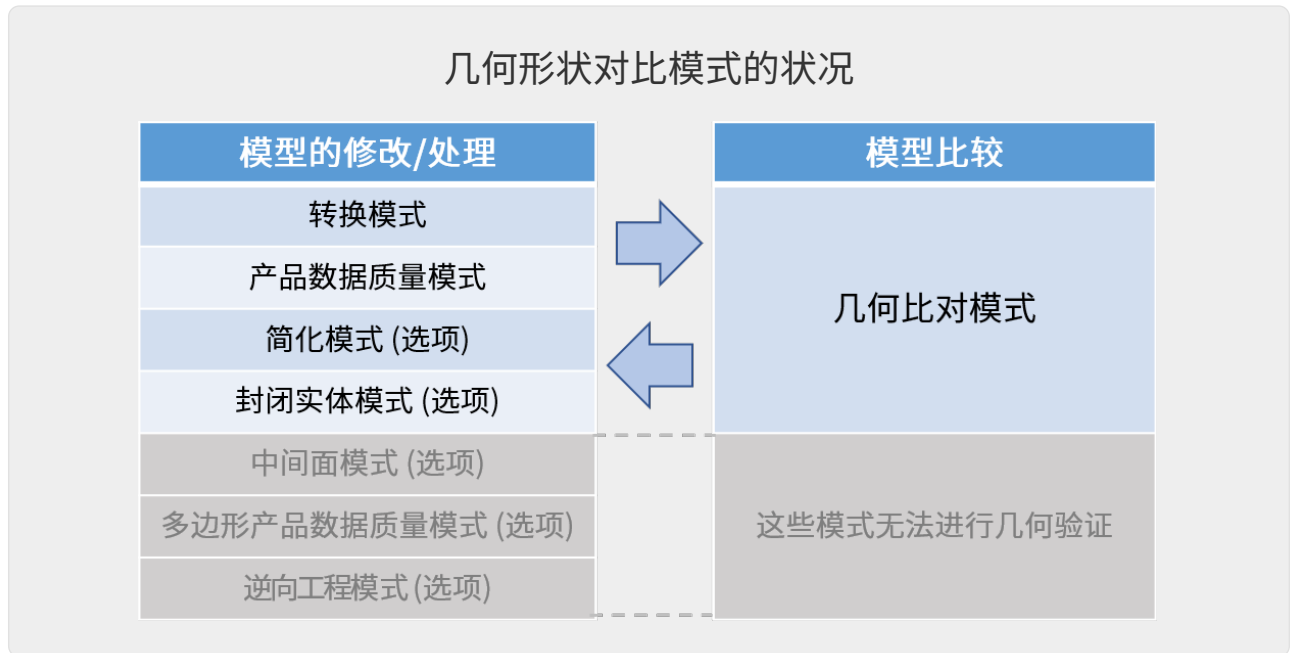 几何形状对比模式的状况
模型的修改/处理
转换模式
产品数据质量模式
简化模式 (选项)
封闭实体模式 (选项)
中间面模式 (选项)
多边形产品数据质量模式 (选项)
逆向工程模式 (选项)
模型比较
几何比对模式
这些模式无法进行几何验证